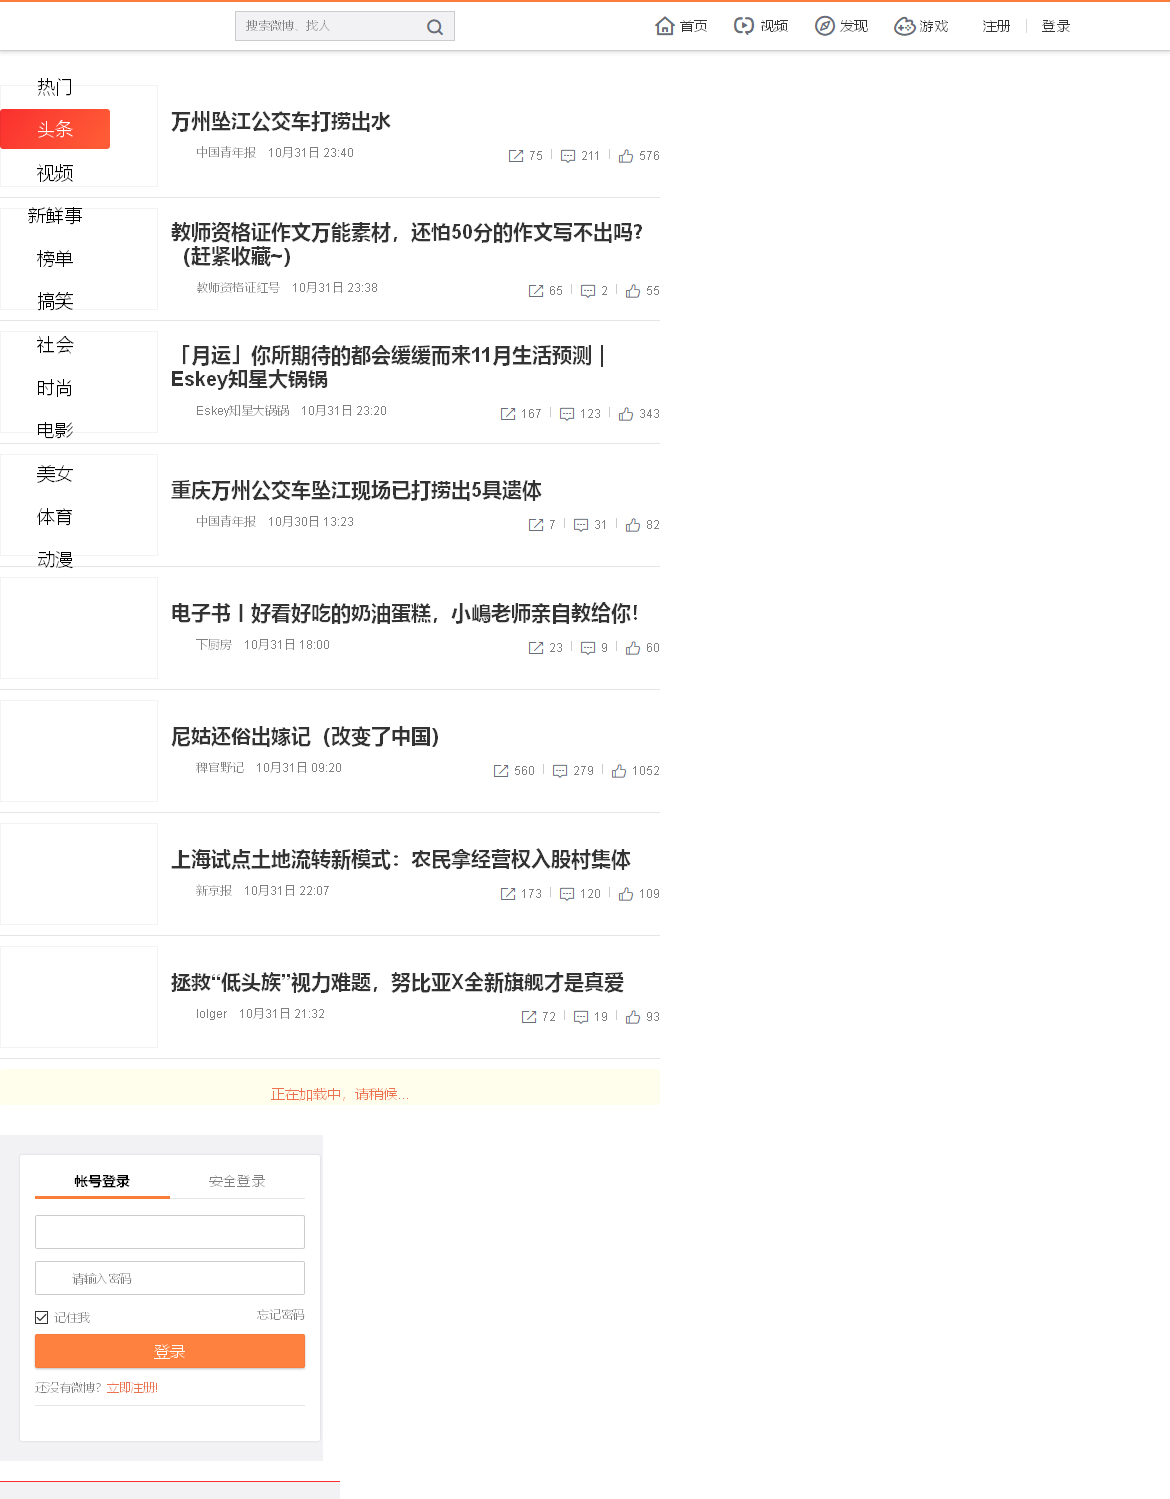 搜索微博、找人
首页 视频 发现 游戏 注册 登录
热门
头条
视频
新鲜事
榜单
搞笑
社会
时尚
电影
美女
体育
动漫
万州坠江公交车打捞出水
中国青年报 10月31日 23:40 75 211 576
教师资格证作文万能素材，还怕50分的作文写不出吗？
（赶紧收藏~）
教师资格证红号 10月31日 23:38 65 2 55
「月运」你所期待的都会缓缓而来11月生活预测｜
Eskey知星大锅锅
Eskey知星大锅锅 10月31日 23:20 167 123 343
重庆万州公交车坠江现场已打捞出5具遗体
中国青年报 10月30日 13:23 7 31 82
电子书丨好看好吃的奶油蛋糕，小嶋老师亲自教给你！
下厨房 10月31日 18:00 23 9 60
尼姑还俗出嫁记（改变了中国）
稗官野记 10月31日 09:20 560 279 1052
上海试点土地流转新模式：农民拿经营权入股村集体
新京报 10月31日 22:07 173 120 109
拯救“低头族”视力难题，努比亚X全新旗舰才是真爱
lolger 10月31日 21:32 72 19 93
正在加载中，请稍候...
帐号登录 安全登录
请输入密码
记住我 忘记密码
登录
还没有微博？立即注册!